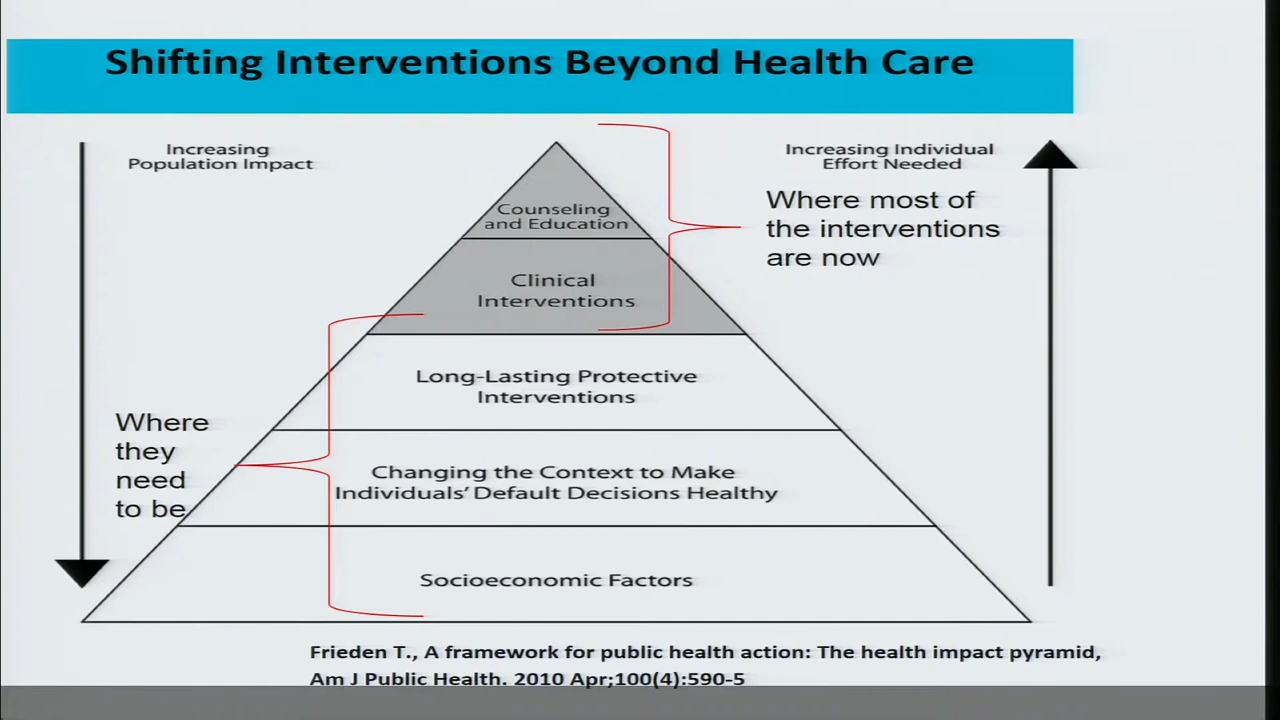 Shifting Interventions Beyond Health Care
Increasing
Population Impact
Increasing Individual
Effort Needed
Where most of
the interventions
are now
Counseling
and Education
Clinical
Interventions
Long-Lasting Protective
Interventions
Where
they
need
to be
Changing the Context to Make
Individuals’ Default Decisions Healthy
Socioeconomic Factors
Frieden T., A framework for public health action: The health impact pyramid,
Am J Public Health. 2010 Apr;100(4):590-5